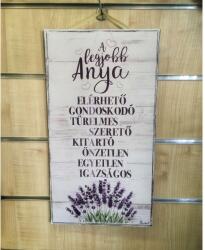 A
legjobb
Anya
ELÉRHETŐ
GONDOSKODÓ
TÜRELMES
SZERETŐ
KITARTÓ
ÖNZETLEN
EGYETLEN
IGAZSÁGOS